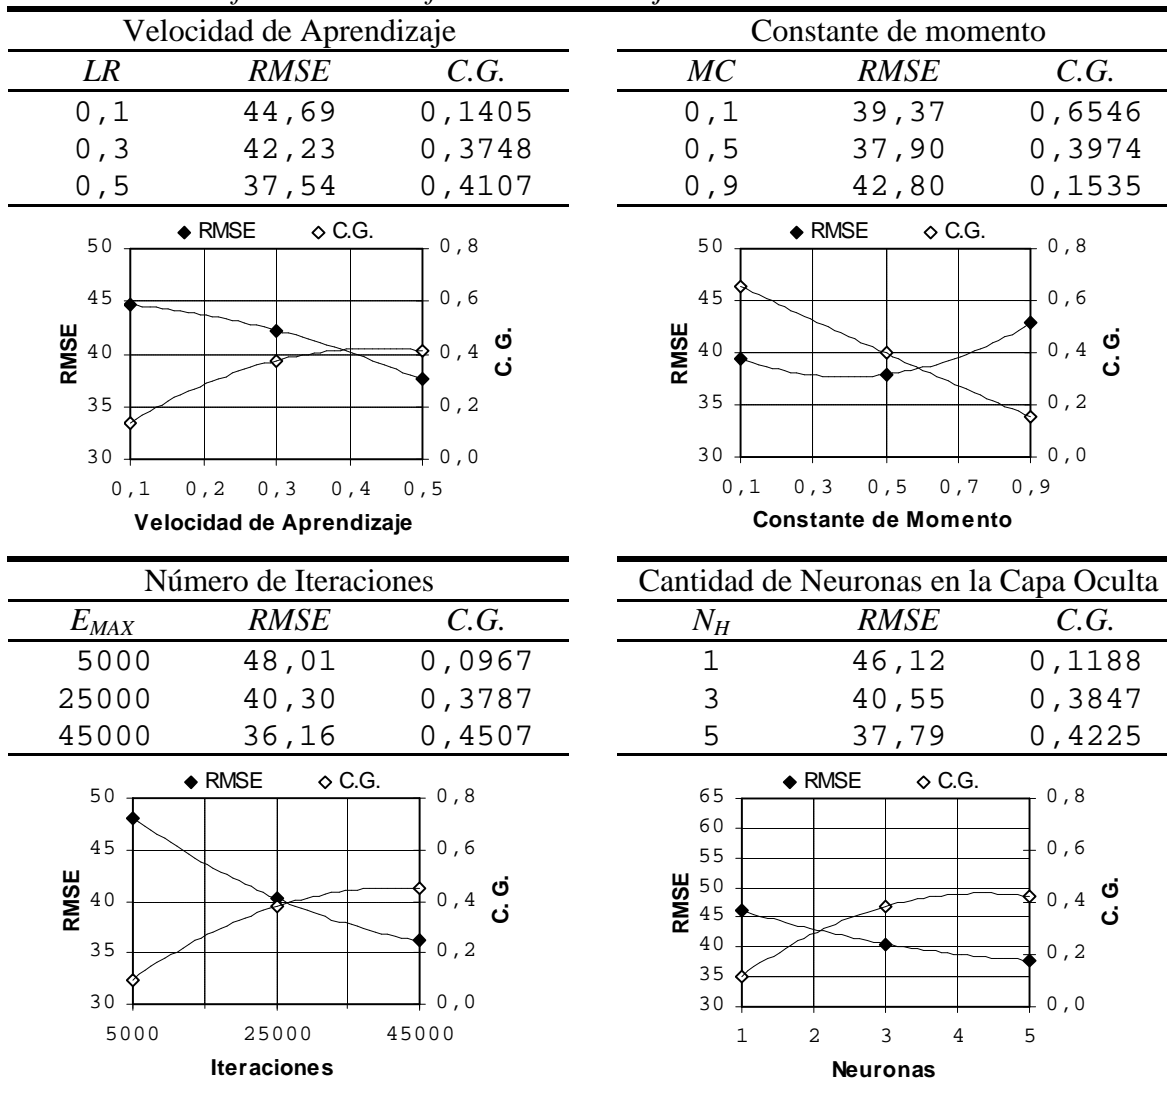 Velocidad de Aprendizaje
LR RMSE C.G.
0,1 44,69 0,1405
0,3 42,23 0,3748
0,5 37,54 0,4107
RMSE C.G.
50 0,8
45 0,6
40 0,4
35 0,2
30 0,0
RMSE
C. G.
0,1 0,2 0,3 0,4 0,5
Velocidad de Aprendizaje
Constante de momento
MC RMSE C.G.
0,1 39,37 0,6546
0,5 37,90 0,3974
0,9 42,80 0,1535
RMSE C.G.
50 0,8
45 0,6
40 0,4
35 0,2
30 0,0
RMSE
C. G.
0,1 0,3 0,5 0,7 0,9
Constante de Momento
Número de Iteraciones
E_MAX RMSE C.G.
5000 48,01 0,0967
25000 40,30 0,3787
45000 36,16 0,4507
RMSE C.G.
50 0,8
45 0,6
40 0,4
35 0,2
30 0,0
RMSE
C. G.
5000 25000 45000
Iteraciones
Cantidad de Neuronas en la Capa Oculta
N_H RMSE C.G.
1 46,12 0,1188
3 40,55 0,3847
5 37,79 0,4225
RMSE C.G.
65 0,8
60
55 0,6
50
45 0,4
40
35 0,2
30 0,0
RMSE
C. G.
1 2 3 4 5
Neuronas